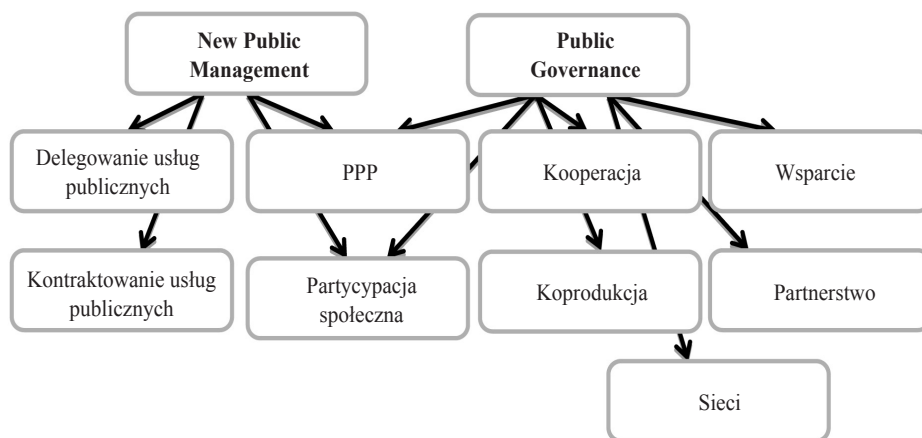 New Public
Management
Public
Governance
Delegowanie usług
publicznych
PPP
Kooperacja
Wsparcie
Kontraktowanie usług
publicznych
Partycypacja
społeczna
Koprodukcja
Partnerstwo
Sieci